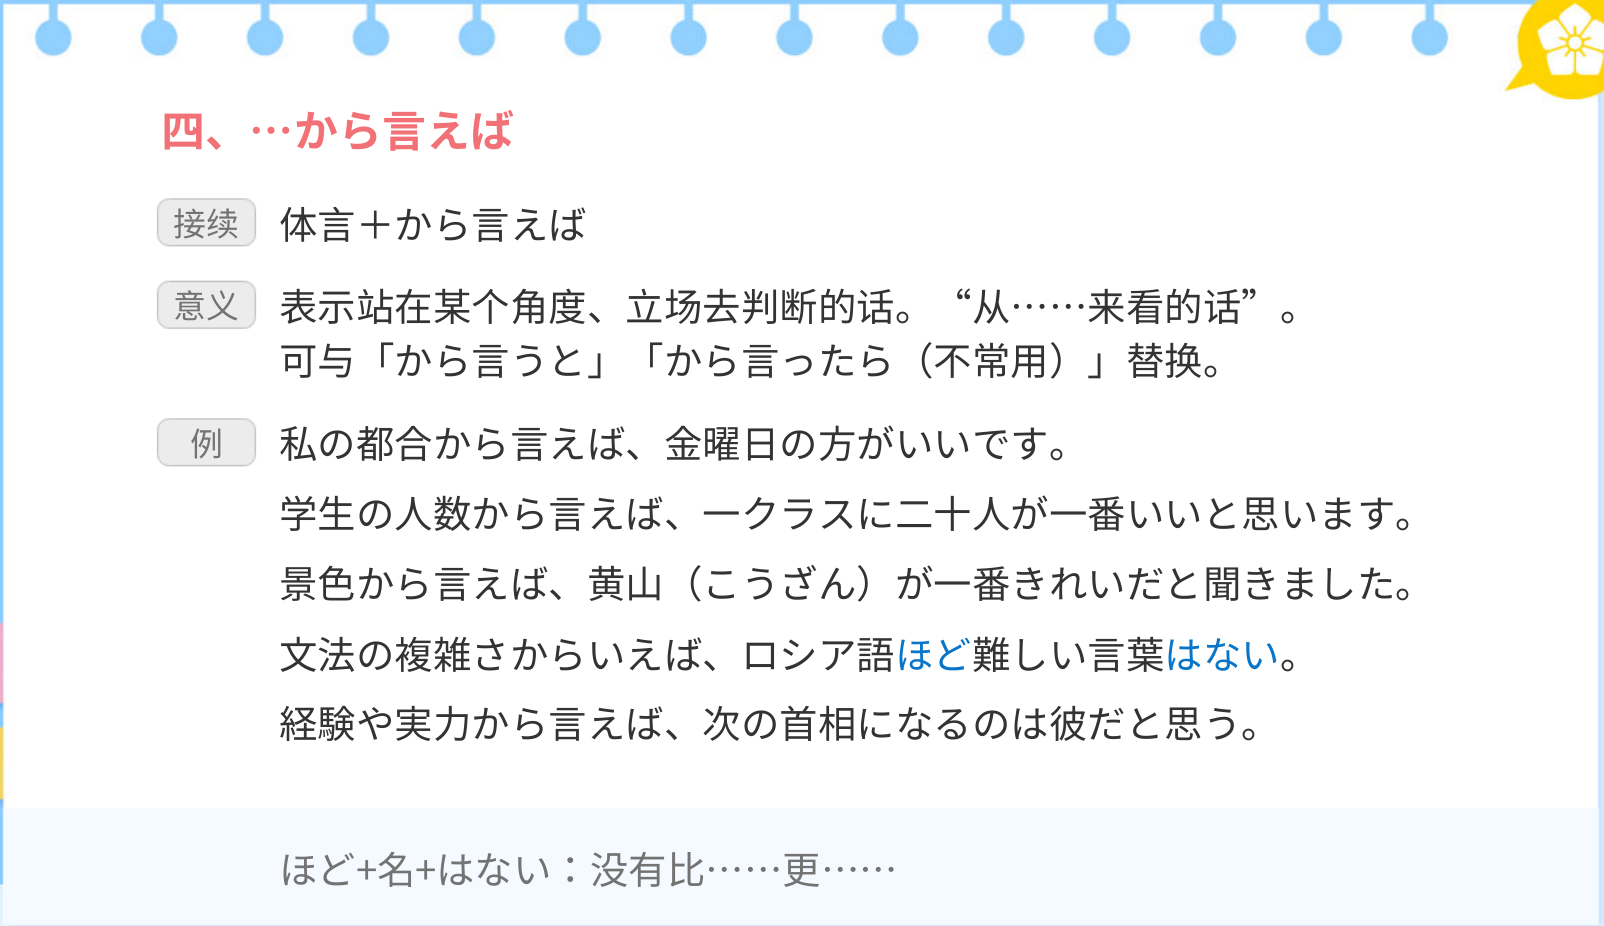 四、…から言えば
接续 体言＋から言えば
意义 表示站在某个角度、立场去判断的话。“从……来看的话”。
可与「から言うと」「から言ったら（不常用）」替换。
例 私の都合から言えば、金曜日の方がいいです。
学生の人数から言えば、一クラスに二十人が一番いいと思います。
景色から言えば、黄山（こうざん）が一番きれいだと聞きました。
文法の複雑さからいえば、ロシア語ほど難しい言葉はない。
経験や実力から言えば、次の首相になるのは彼だと思う。
ほど+名+はない：没有比……更……